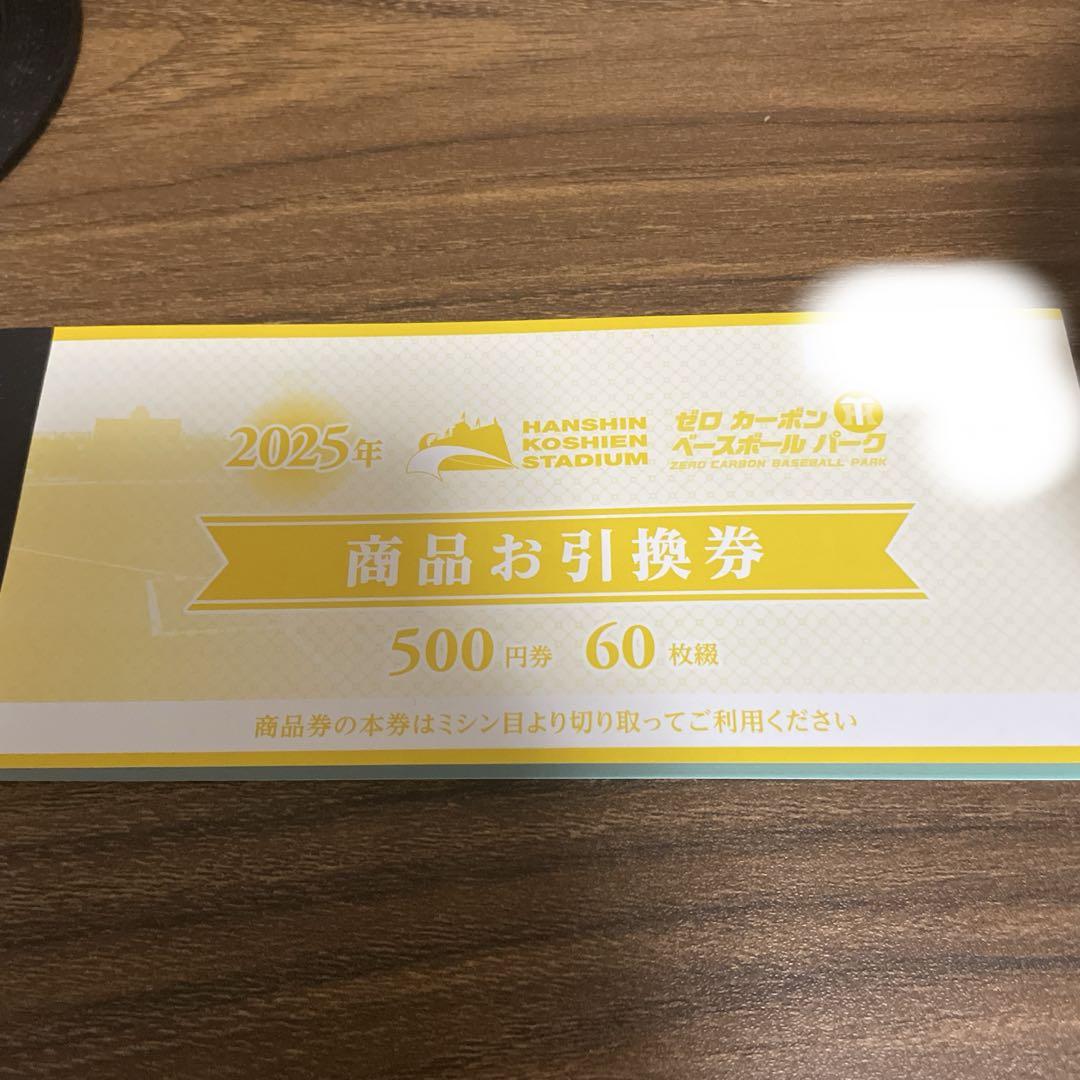 2025年
HANSHIN
KOSHIEN
STADIUM
ゼロ カーボン
ベースボール パーク
ZERO CARBON BASEBALL PARK
商品お引換券
500円券 60枚綴
商品券の本券はミシン目より切り取ってご利用ください